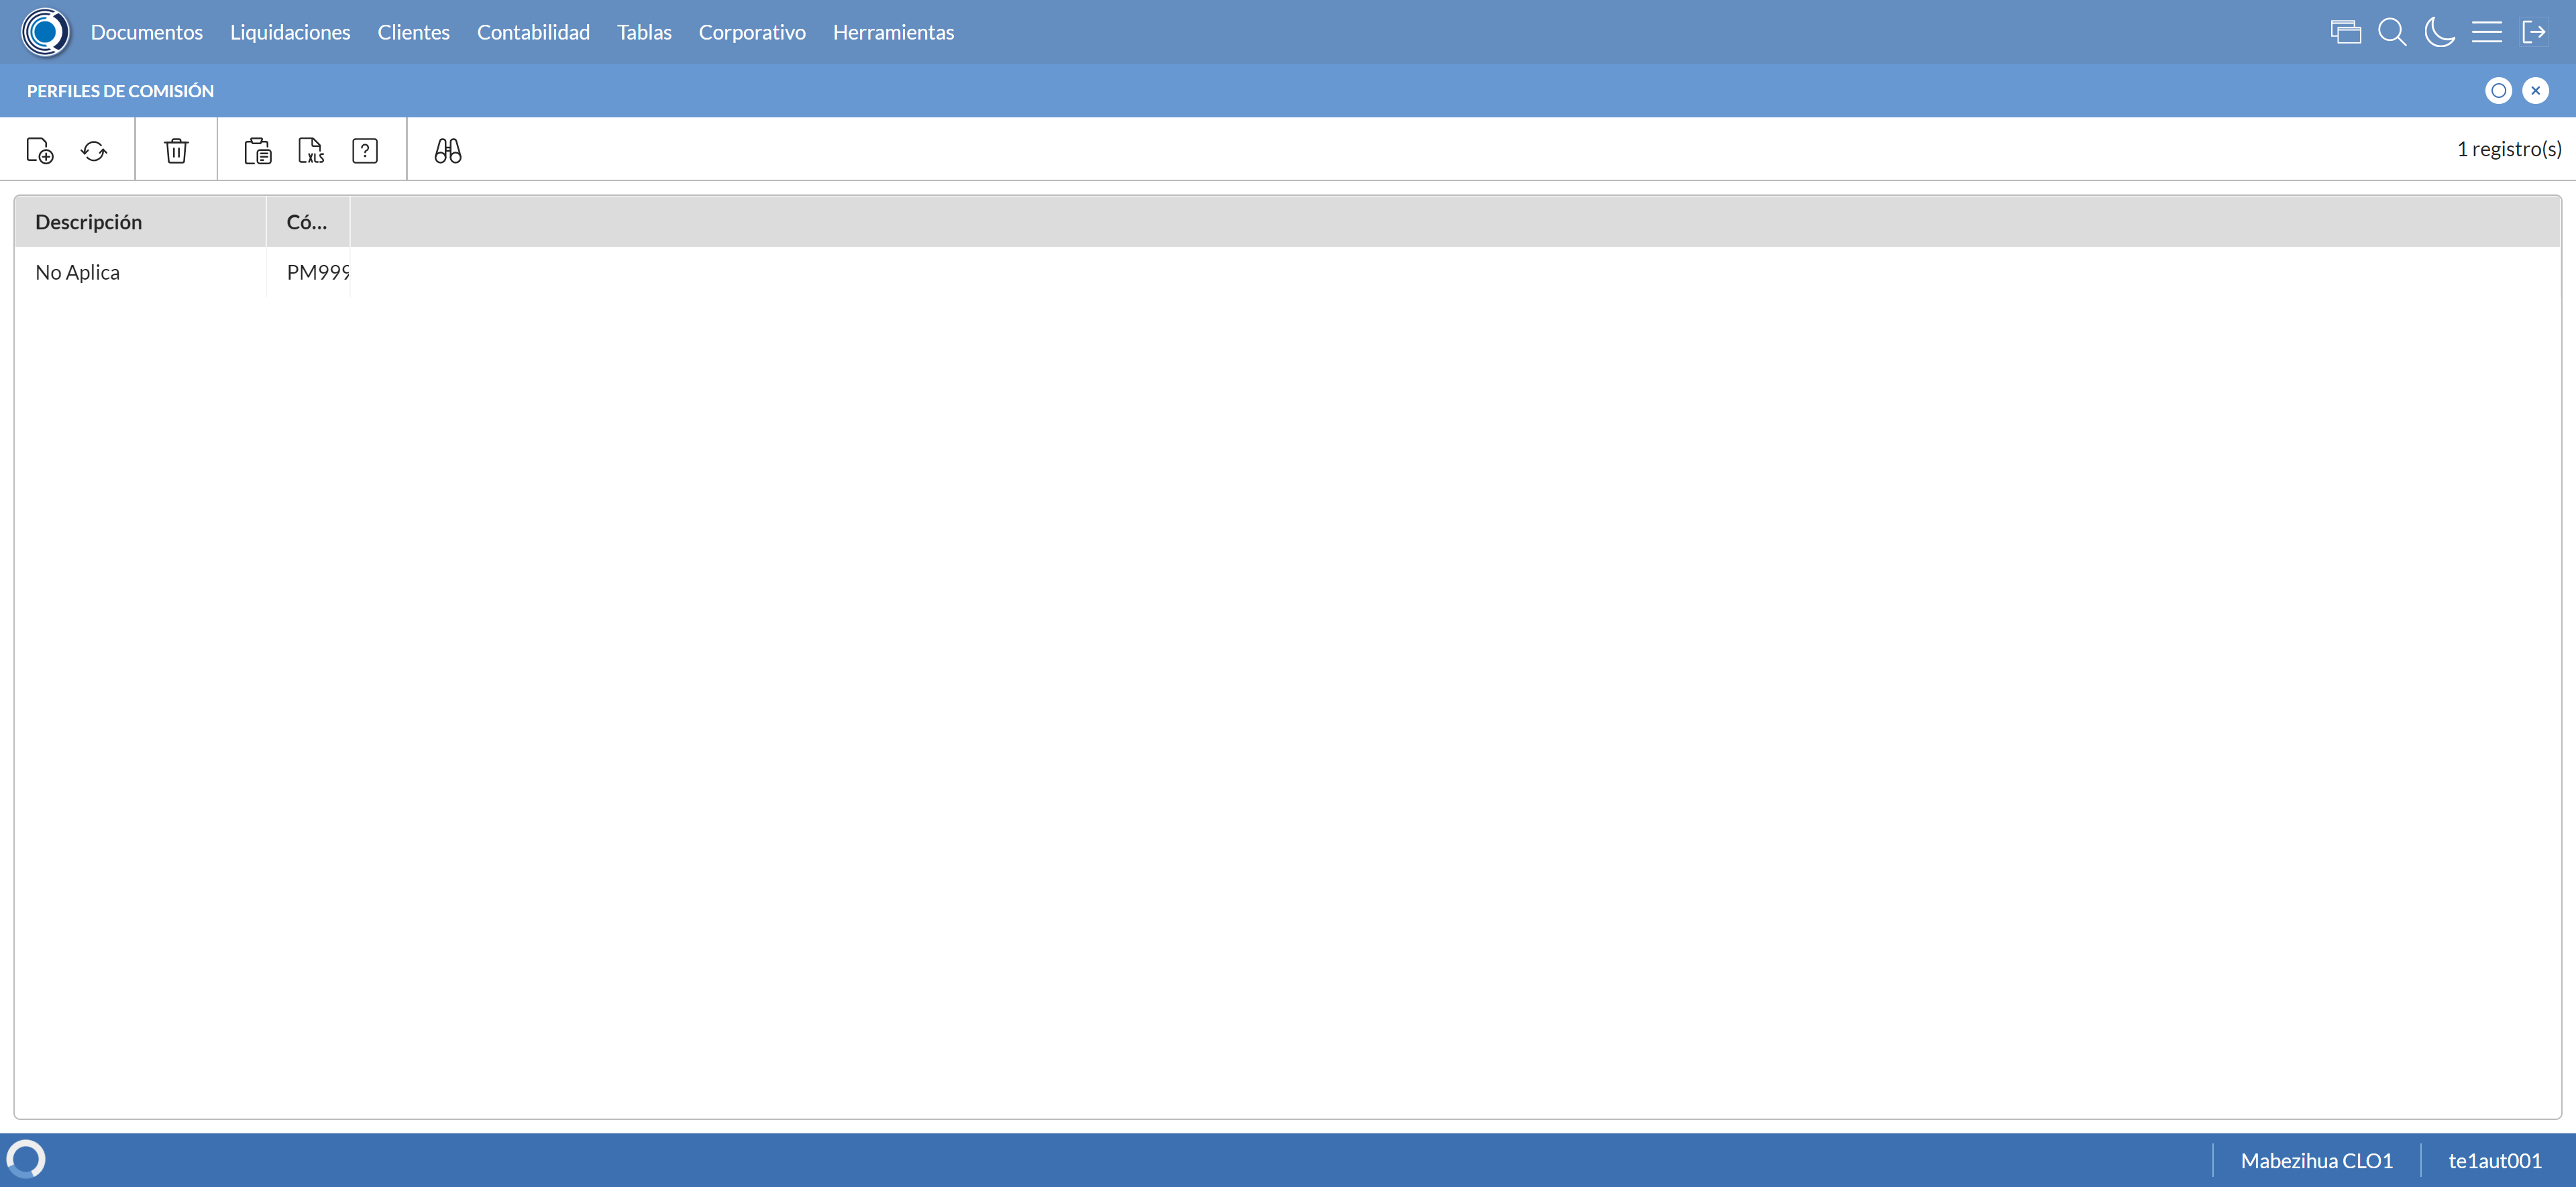 Documentos Liquidaciones Clientes Contabilidad Tablas Corporativo Herramientas
PERFILES DE COMISIÓN
XLS ? 1 registro(s)
Descripción Có...
No Aplica PM999
Mabezihua CLO1 te1aut001